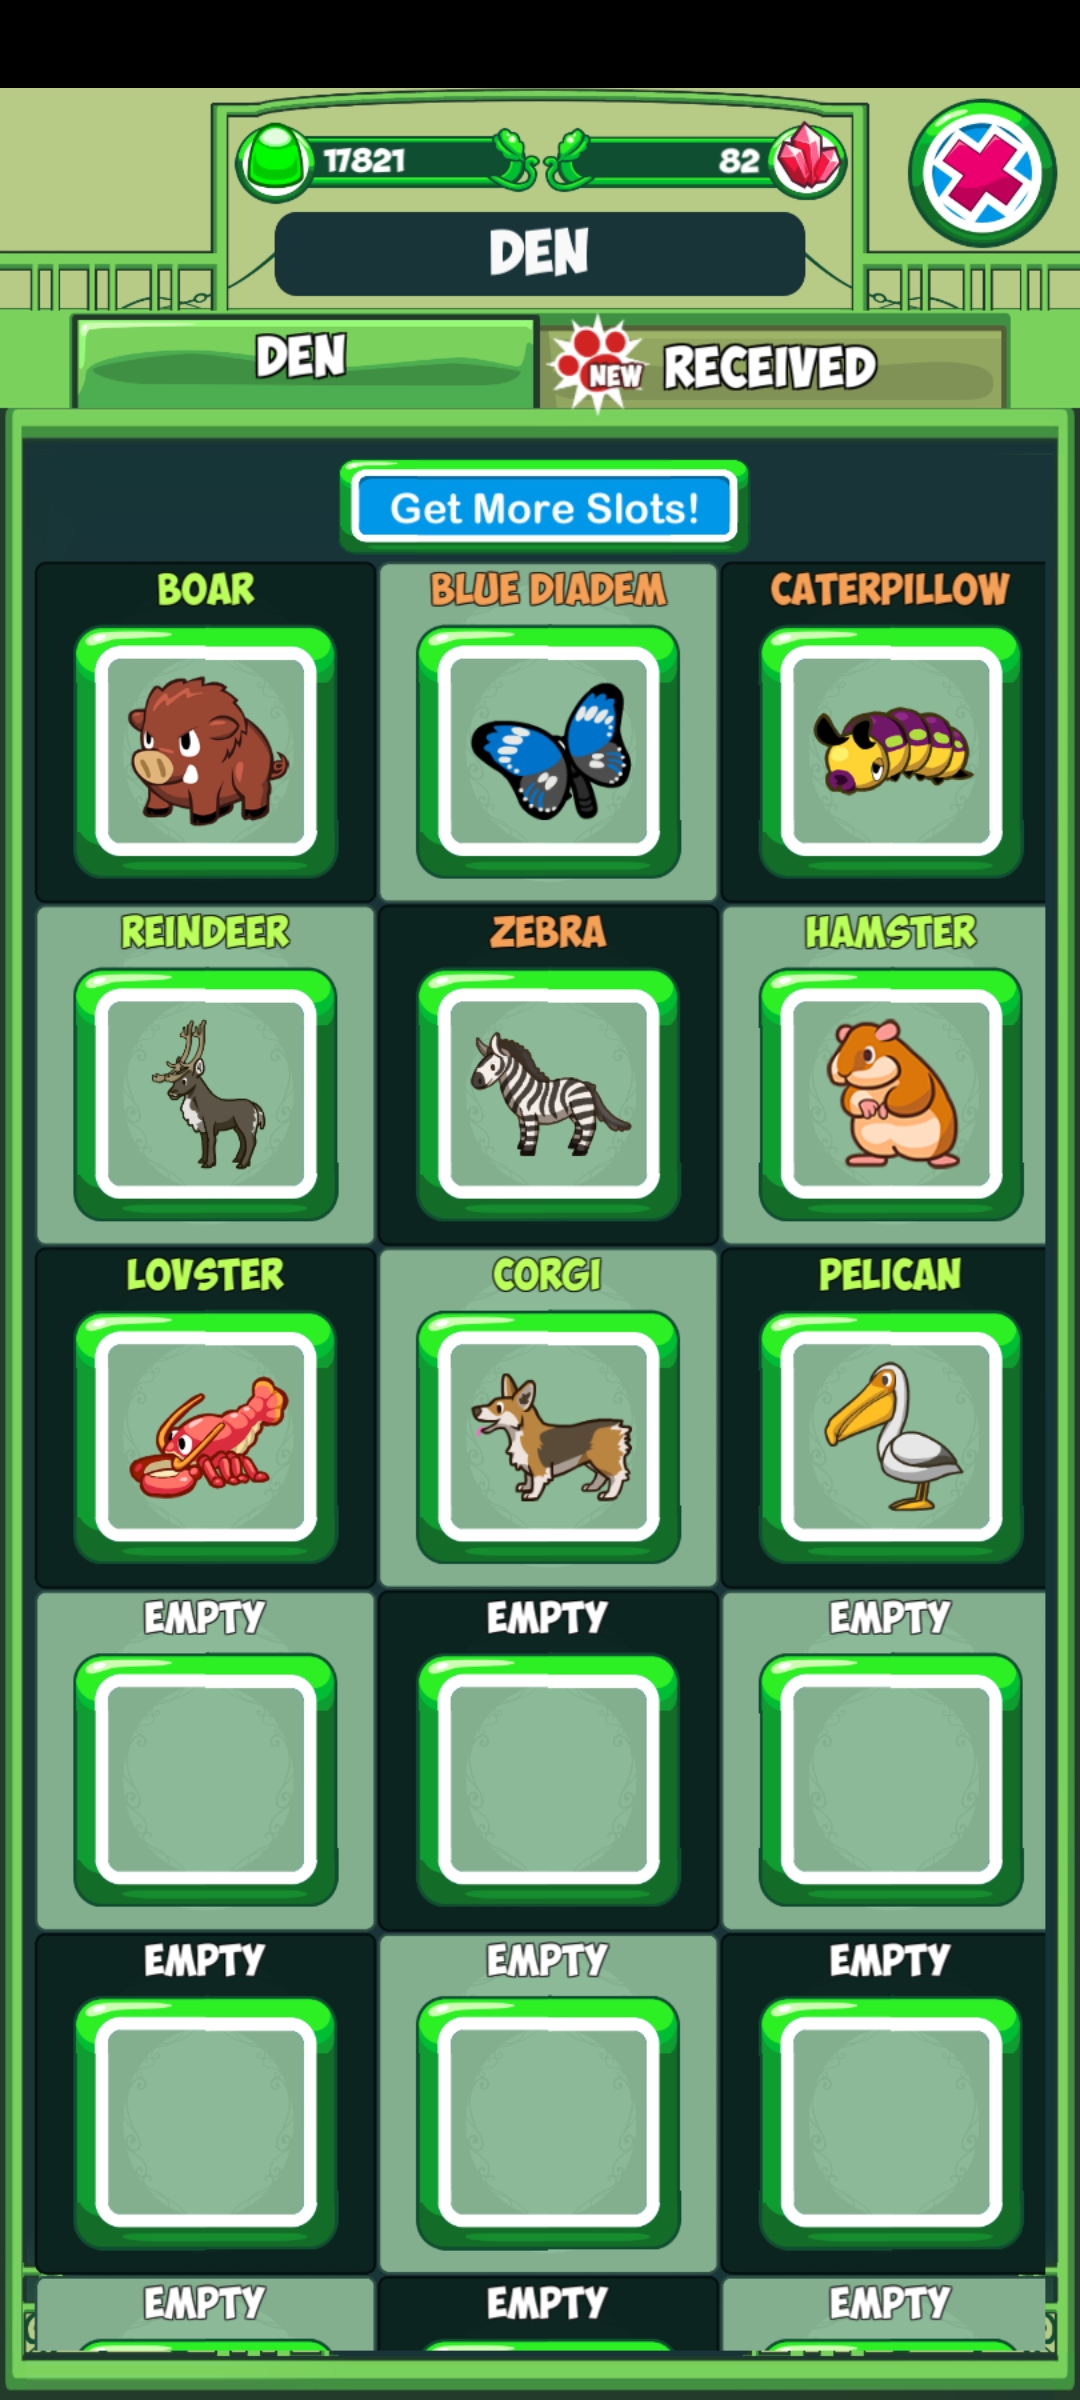 17821
82
DEN
DEN
NEW
RECEIVED
Get More Slots!
BOAR
BLUE DIADEM
CATERPILLOW
REINDEER
ZEBRA
HAMSTER
LOVSTER
CORGI
PELICAN
EMPTY
EMPTY
EMPTY
EMPTY
EMPTY
EMPTY
EMPTY
EMPTY
EMPTY